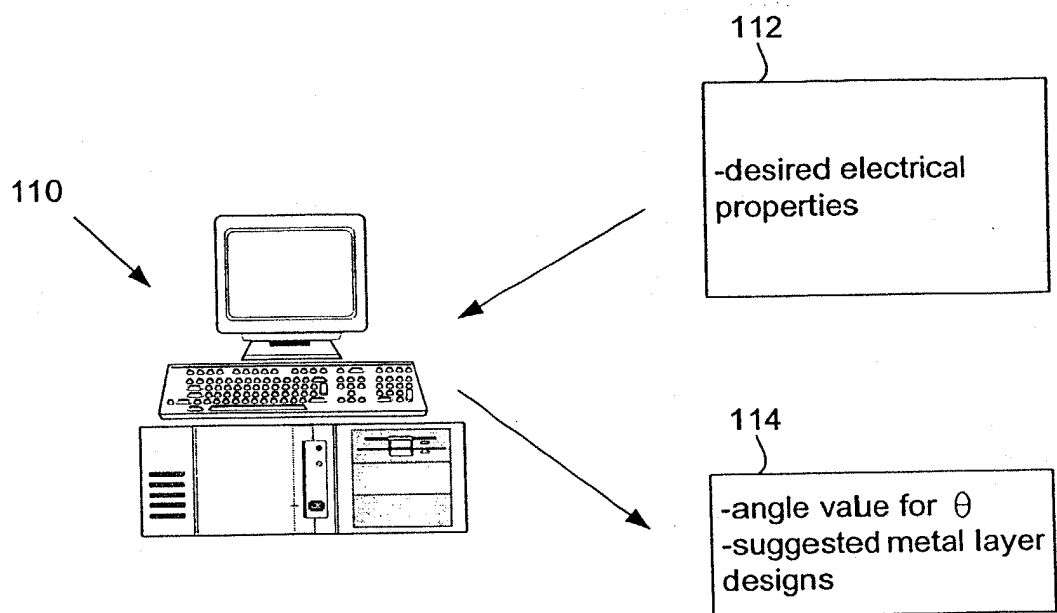 112
-desired electrical
properties
110
114
-angle value for θ
-suggested metal layer
designs